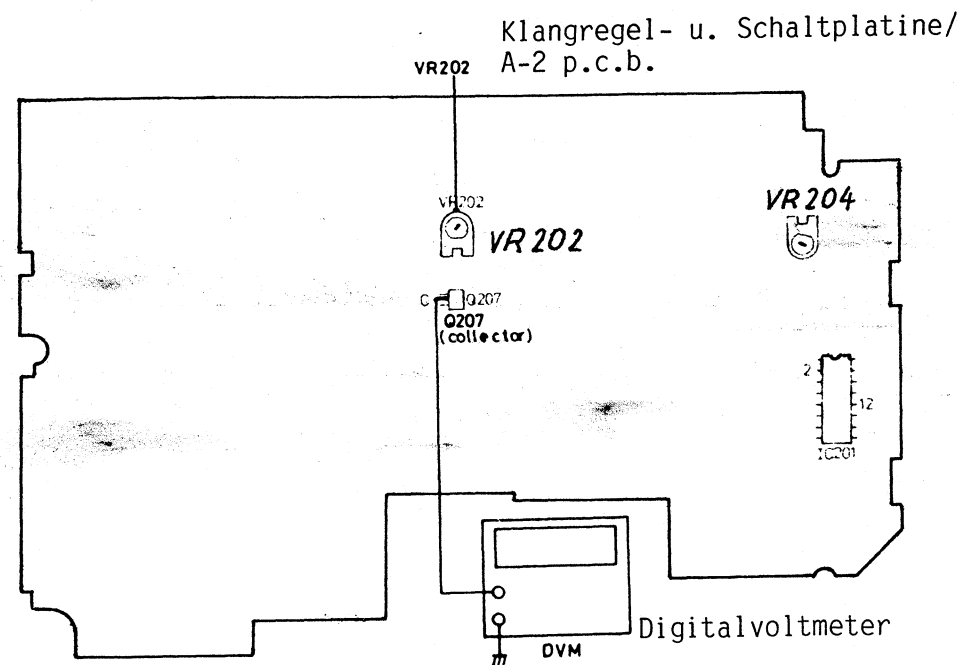 Klangregel- u. Schaltplatine/
A-2 p.c.b.
VR202
VR202
VR 202
VR 204
C
Q207
Q207
(collector)
2
12
IC201
Digitalvoltmeter
DVM